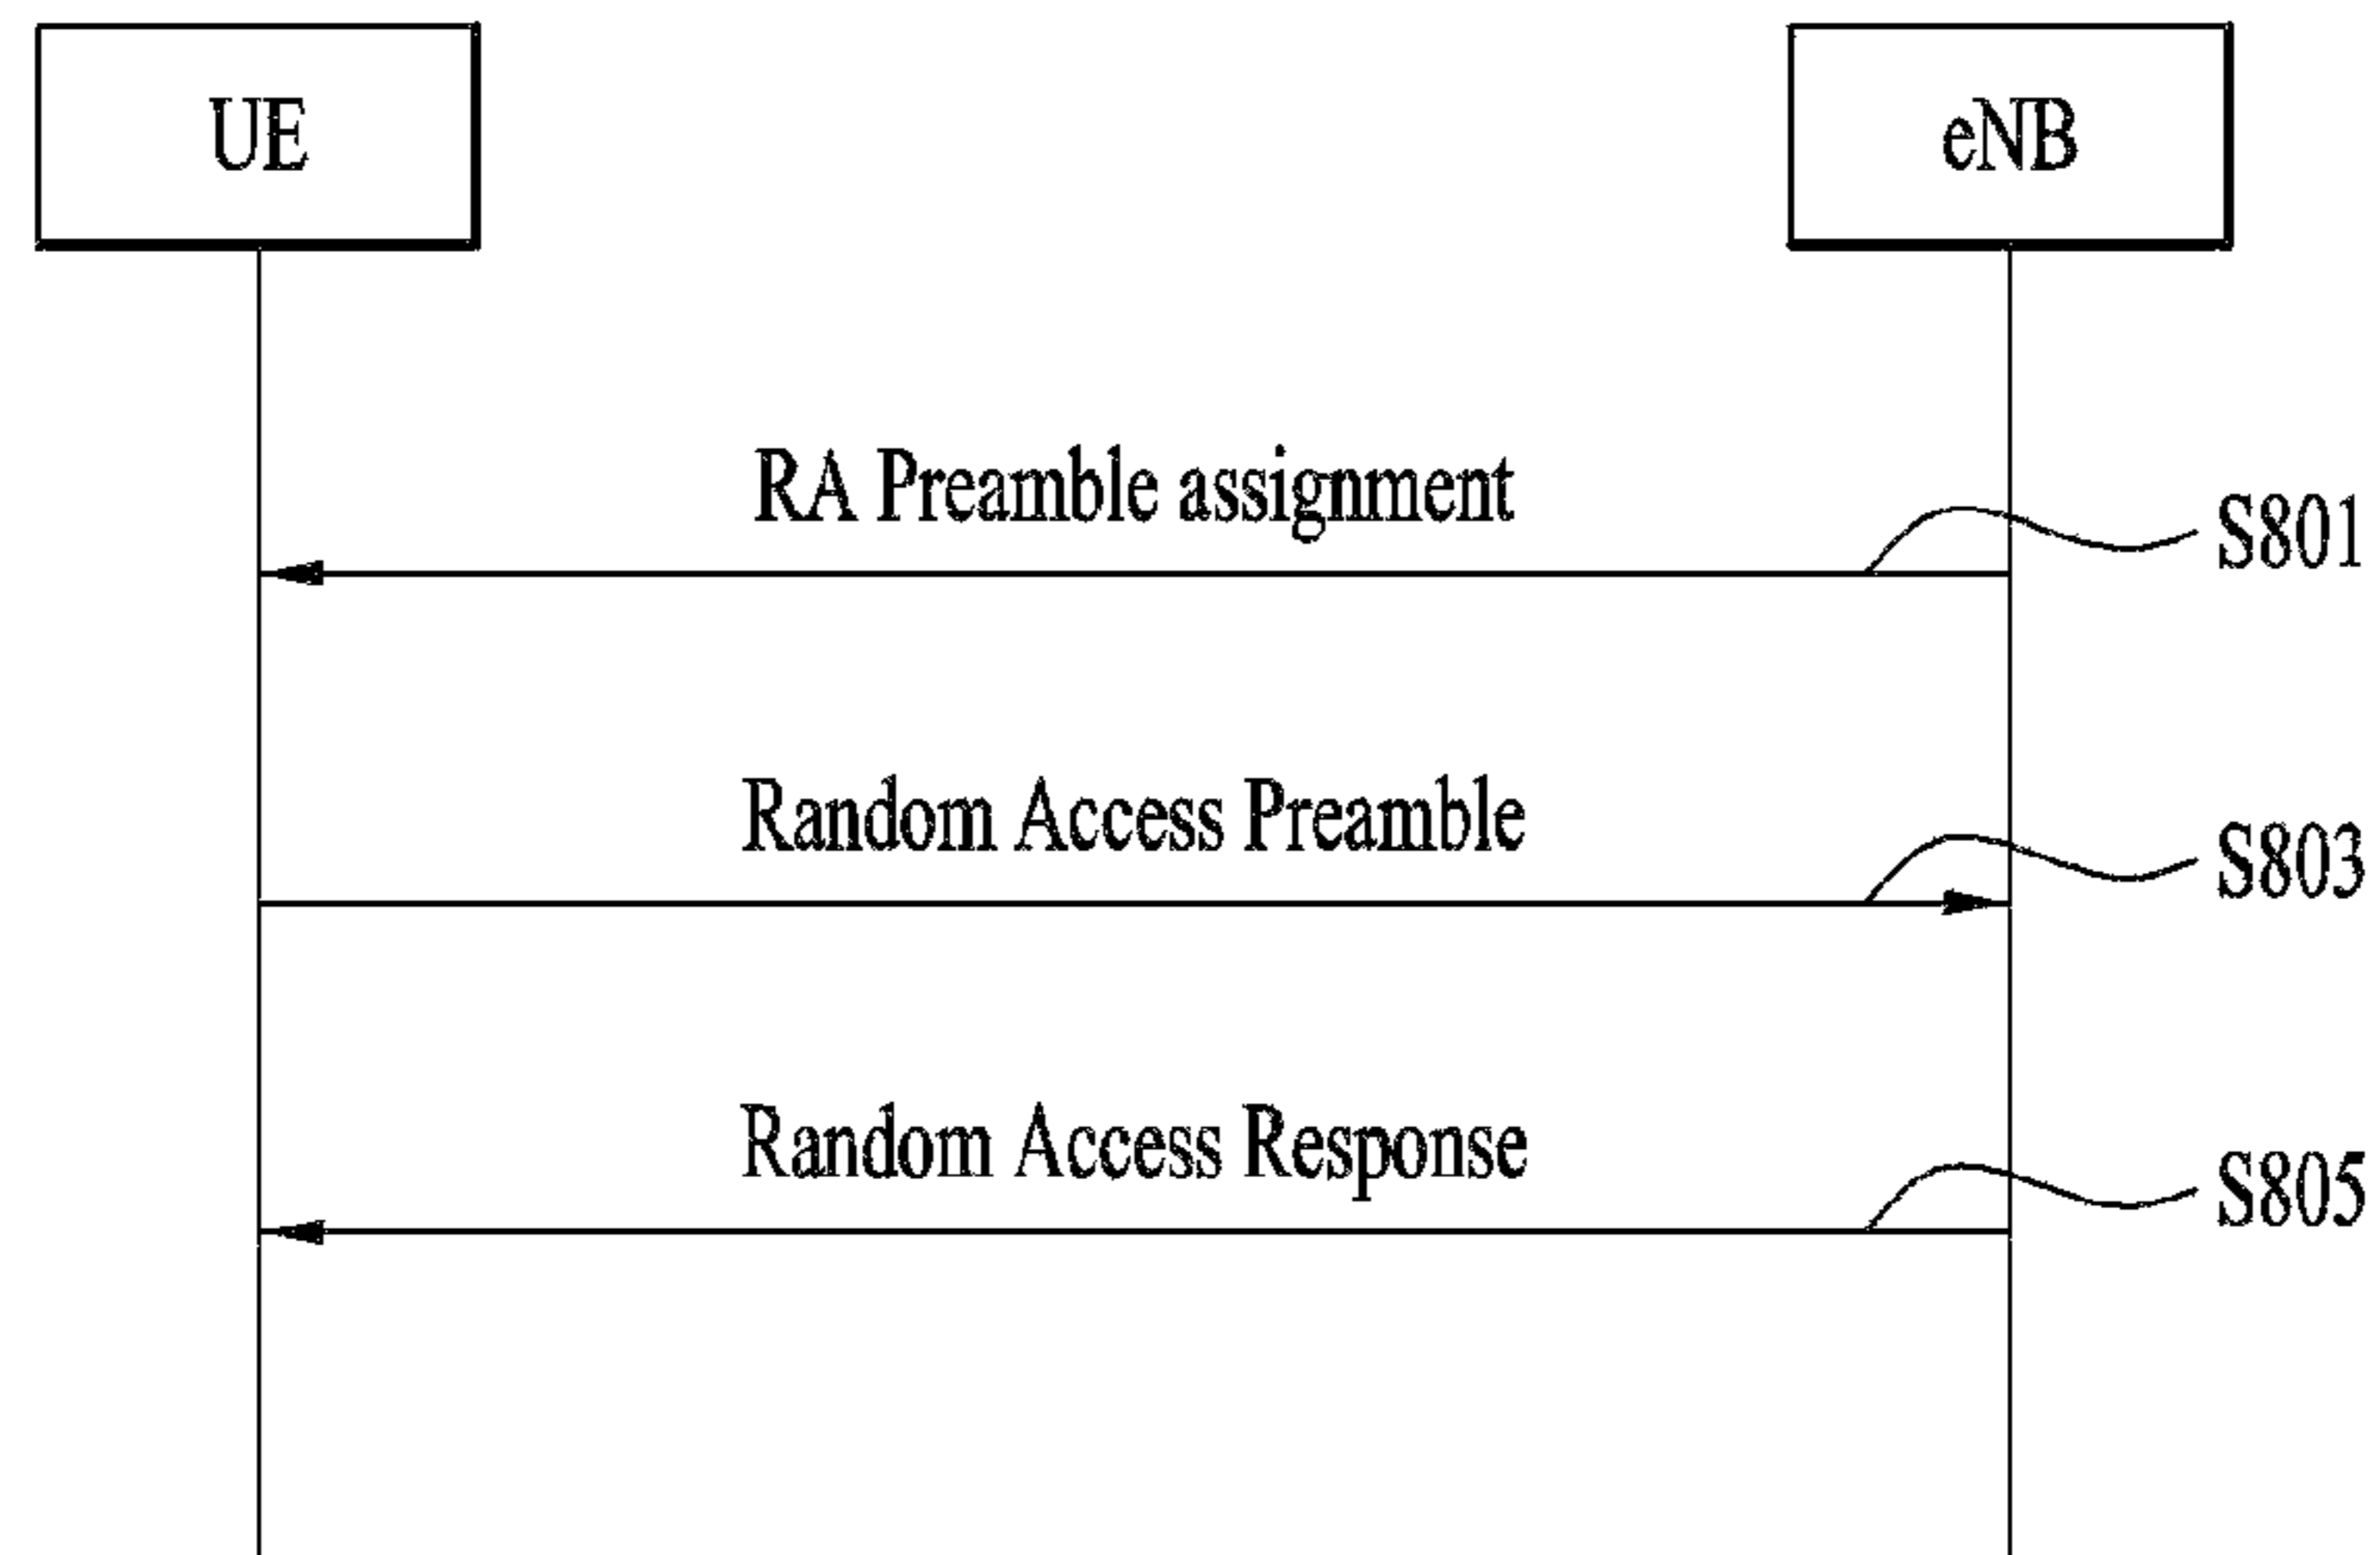 UE
eNB
RA Preamble assignment
S801
Random Access Preamble
S803
Random Access Response
S805